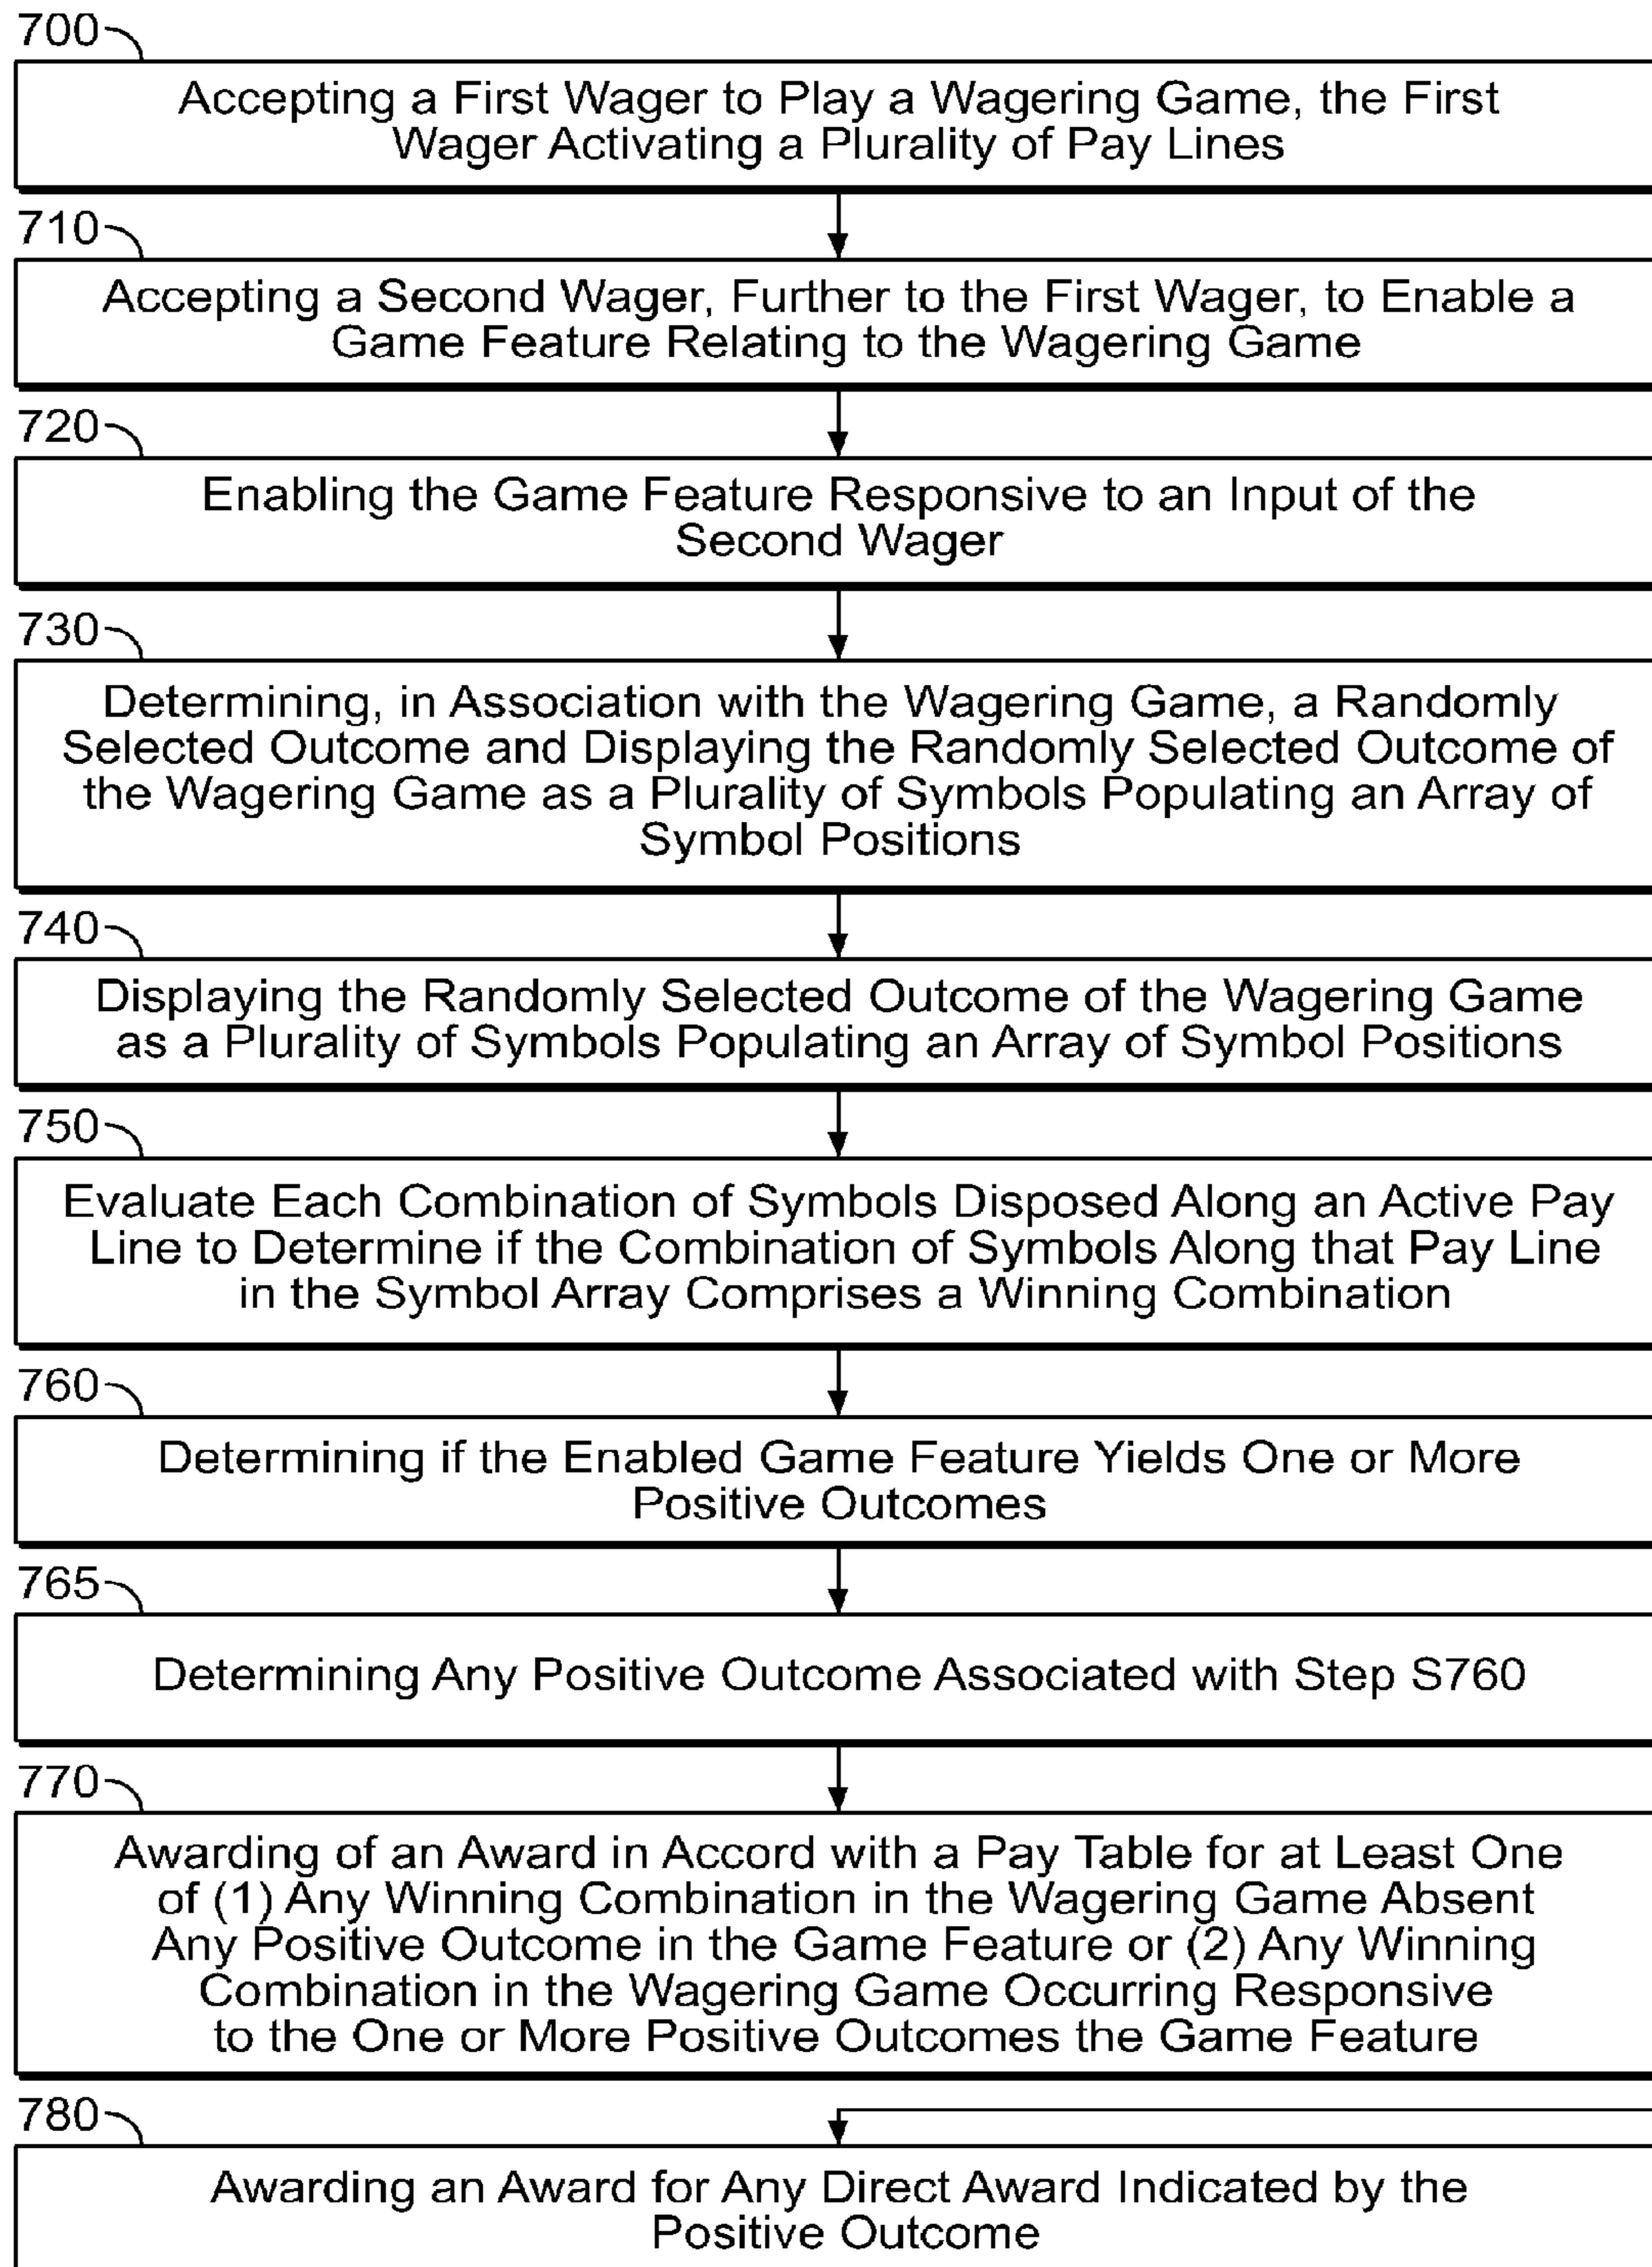 700
Accepting a First Wager to Play a Wagering Game, the First
Wager Activating a Plurality of Pay Lines
710
Accepting a Second Wager, Further to the First Wager, to Enable a
Game Feature Relating to the Wagering Game
720
Enabling the Game Feature Responsive to an Input of the
Second Wager
730
Determining, in Association with the Wagering Game, a Randomly
Selected Outcome and Displaying the Randomly Selected Outcome of
the Wagering Game as a Plurality of Symbols Populating an Array of
Symbol Positions
740
Displaying the Randomly Selected Outcome of the Wagering Game
as a Plurality of Symbols Populating an Array of Symbol Positions
750
Evaluate Each Combination of Symbols Disposed Along an Active Pay
Line to Determine if the Combination of Symbols Along that Pay Line
in the Symbol Array Comprises a Winning Combination
760
Determining if the Enabled Game Feature Yields One or More
Positive Outcomes
765
Determining Any Positive Outcome Associated with Step S760
770
Awarding of an Award in Accord with a Pay Table for at Least One
of (1) Any Winning Combination in the Wagering Game Absent
Any Positive Outcome in the Game Feature or (2) Any Winning
Combination in the Wagering Game Occurring Responsive
to the One or More Positive Outcomes the Game Feature
780
Awarding an Award for Any Direct Award Indicated by the
Positive Outcome